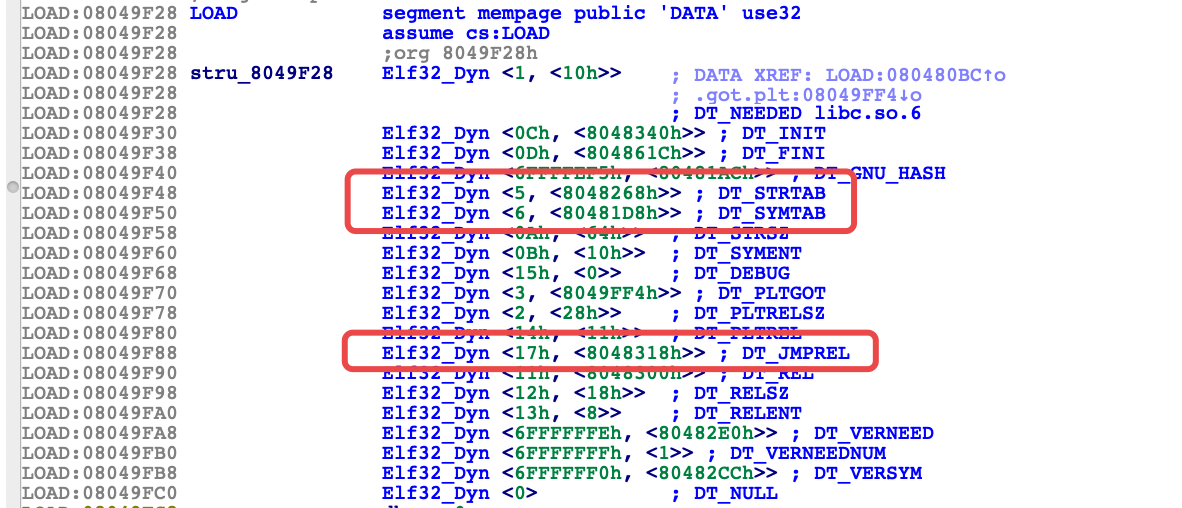 LOAD:08049F28 LOAD segment mempage public 'DATA' use32
LOAD:08049F28 assume cs:LOAD
LOAD:08049F28 ;org 8049F28h
LOAD:08049F28 stru_8049F28 Elf32_Dyn <1, <10h>> ; DATA XREF: LOAD:080480BC↑o
LOAD:08049F28 ; .got.plt:08049FF4↓o
LOAD:08049F28 ; DT_NEEDED libc.so.6
LOAD:08049F30 Elf32_Dyn <0Ch, <8048340h>> ; DT_INIT
LOAD:08049F38 Elf32_Dyn <0Dh, <804861Ch>> ; DT_FINI
LOAD:08049F40 Elf32_Dyn <6FFFFEF5h, <80481ACh>> ; DT_GNU_HASH
LOAD:08049F48 Elf32_Dyn <5, <8048268h>> ; DT_STRTAB
LOAD:08049F50 Elf32_Dyn <6, <80481D8h>> ; DT_SYMTAB
LOAD:08049F58 Elf32_Dyn <0Ah, <64h>> ; DT_STRSZ
LOAD:08049F60 Elf32_Dyn <0Bh, <10h>> ; DT_SYMENT
LOAD:08049F68 Elf32_Dyn <15h, <0>> ; DT_DEBUG
LOAD:08049F70 Elf32_Dyn <3, <8049FF4h>> ; DT_PLTGOT
LOAD:08049F78 Elf32_Dyn <2, <28h>> ; DT_PLTRELSZ
LOAD:08049F80 Elf32_Dyn <14h, <11h>> ; DT_PLTREL
LOAD:08049F88 Elf32_Dyn <17h, <8048318h>> ; DT_JMPREL
LOAD:08049F90 Elf32_Dyn <11h, <8048300h>> ; DT_REL
LOAD:08049F98 Elf32_Dyn <12h, <18h>> ; DT_RELSZ
LOAD:08049FA0 Elf32_Dyn <13h, <8>> ; DT_RELENT
LOAD:08049FA8 Elf32_Dyn <6FFFFFFEh, <80482E0h>> ; DT_VERNEED
LOAD:08049FB0 Elf32_Dyn <6FFFFFFFh, <1>> ; DT_VERNEEDNUM
LOAD:08049FB8 Elf32_Dyn <6FFFFFF0h, <80482CCh>> ; DT_VERSYM
LOAD:08049FC0 Elf32_Dyn <0> ; DT_NULL